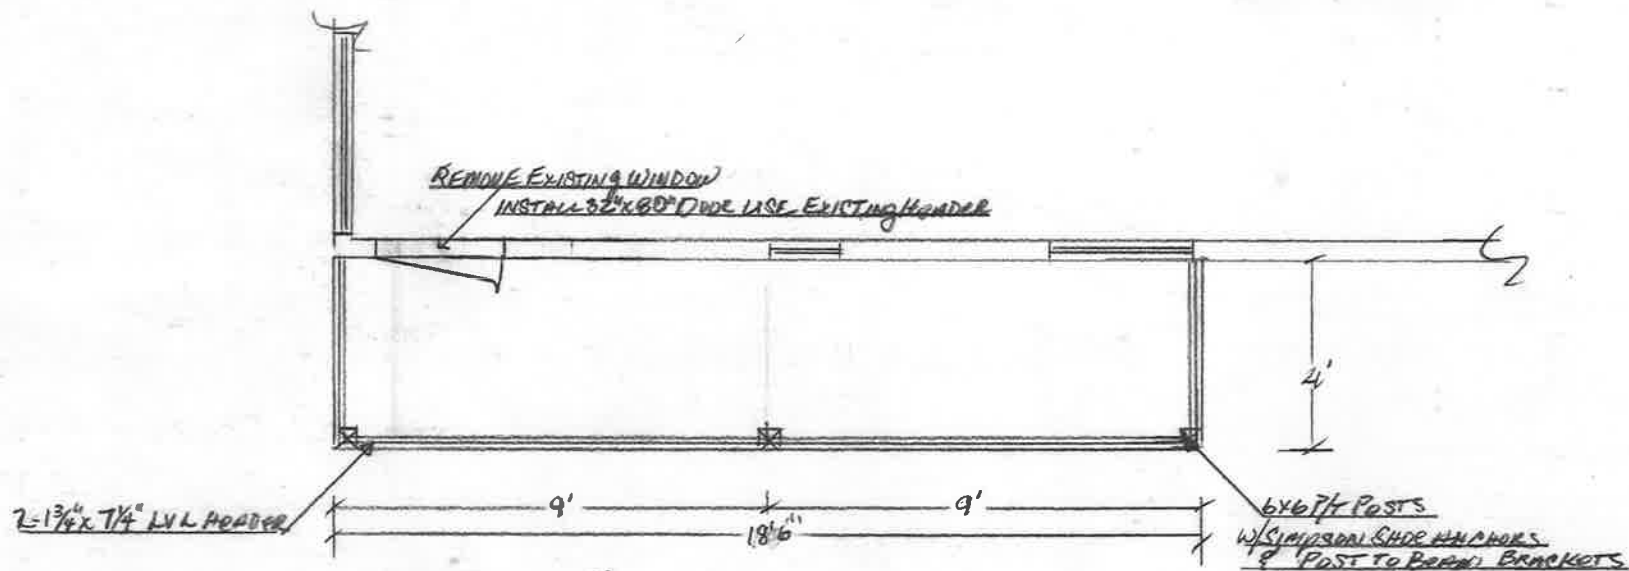 REMOVE EXISTING WINDOW
INSTALL 32"x80" DOOR USE EXISTING HEADER
4'
9'
9'
18'6"
2-1¾"x7¼" LVL HEADER
6x6 P/T POSTS
W/SIMPSON SHOE ANCHORS
& POST TO BEAM BRACKETS